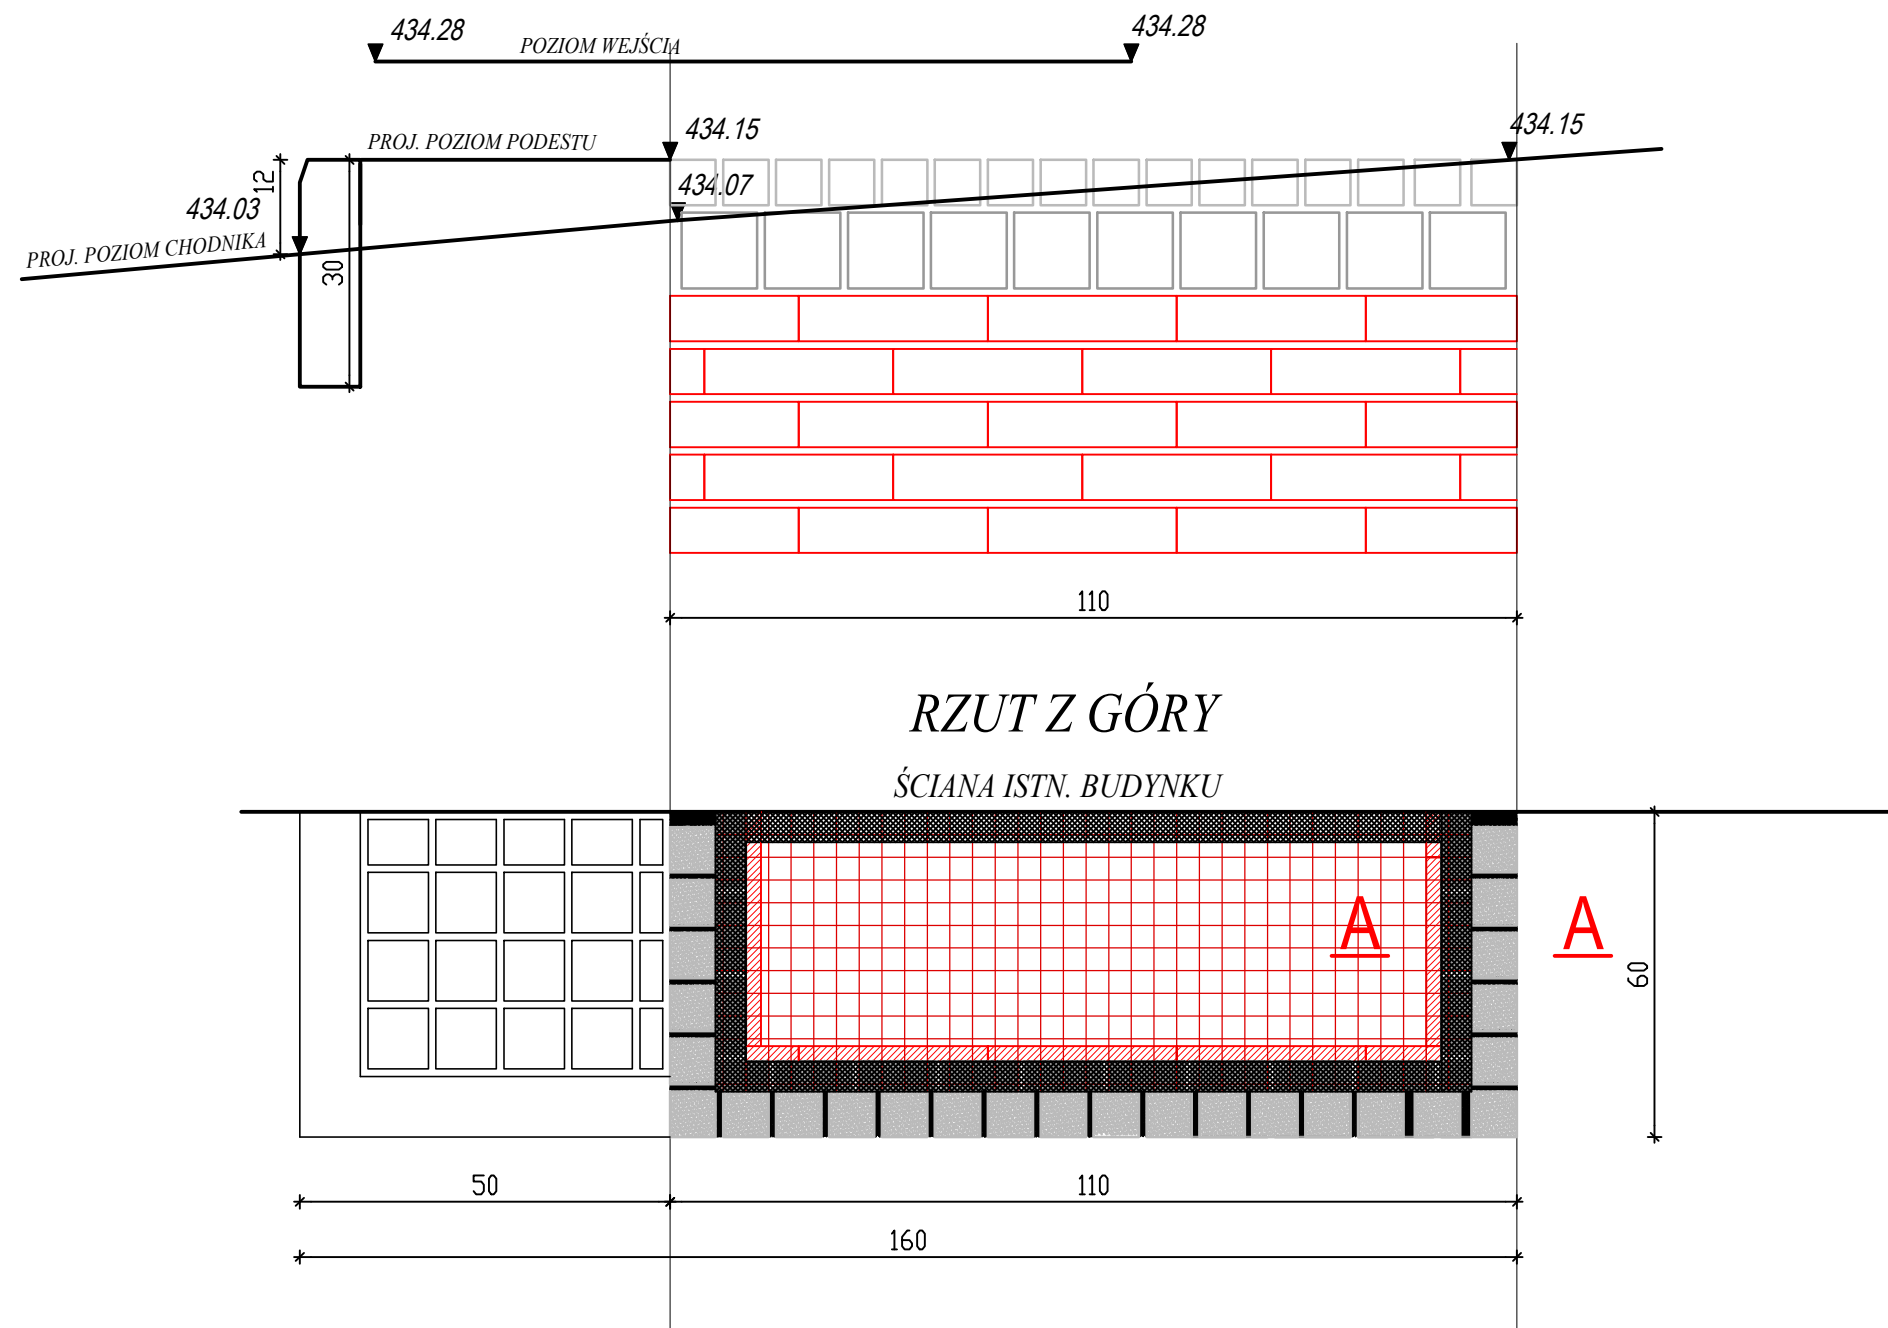 434.28
434.28
POZIOM WEJŚCIA
434.15
434.15
PROJ. POZIOM PODESTU
12
434.07
434.03
PROJ. POZIOM CHODNIKA
30
110
RZUT Z GÓRY
ŚCIANA ISTN. BUDYNKU
A
A
60
50
110
160